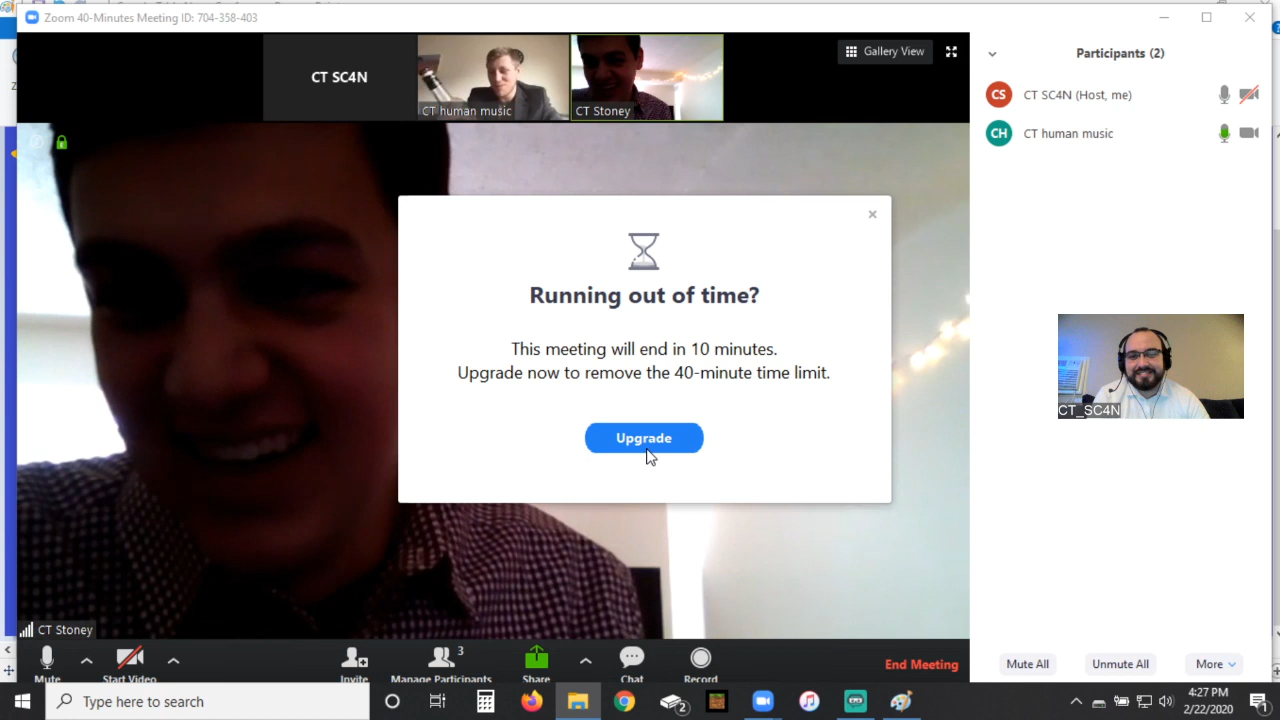 Zoom 40-Minutes Meeting ID: 704-358-403
CT SC4N
CT human music
CT Stoney
Gallery View
Participants (2)
CS CT SC4N (Host, me)
CH CT human music
Running out of time?
This meeting will end in 10 minutes.
Upgrade now to remove the 40-minute time limit.
Upgrade
CT_SC4N
CT Stoney
Mute
Start Video
Invite
3
Manage Participants
Share
Chat
Record
End Meeting
Mute All
Unmute All
More
Type here to search
2
4:27 PM
2/22/2020
1